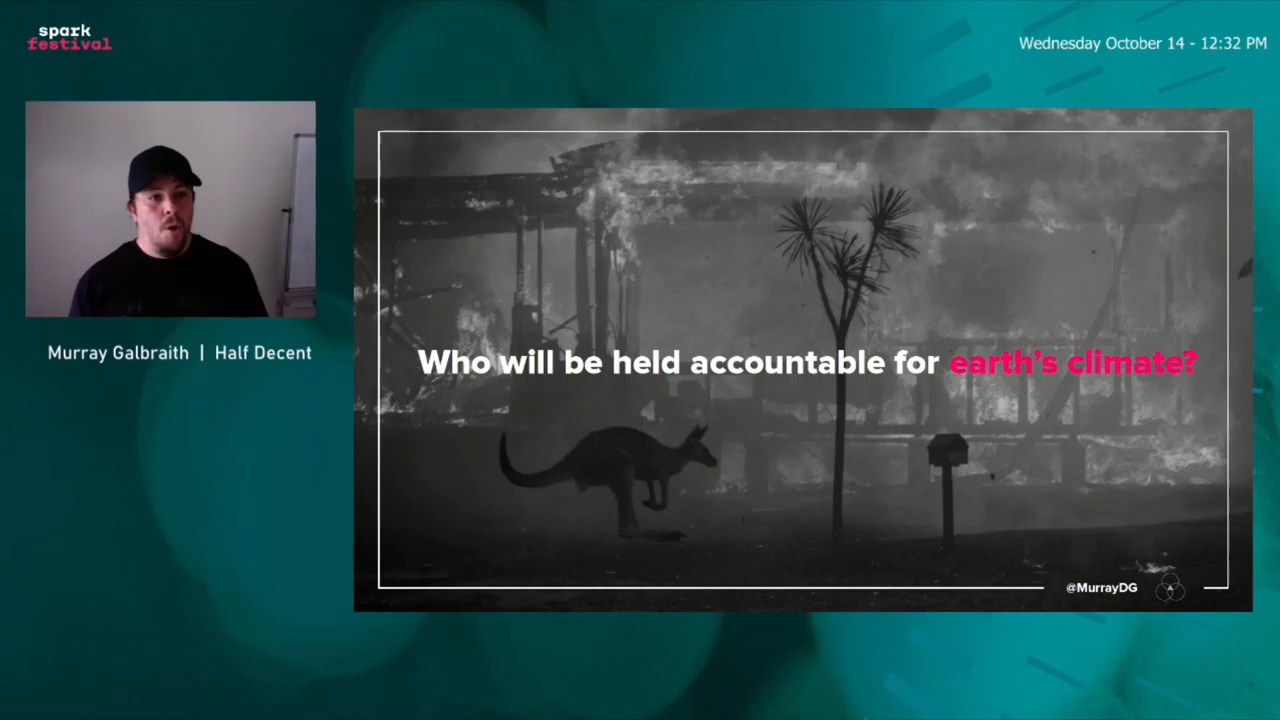 spark
festival
Wednesday October 14 - 12:32 PM
Murray Galbraith | Half Decent
Who will be held accountable for earth's climate?
@MurrayDG